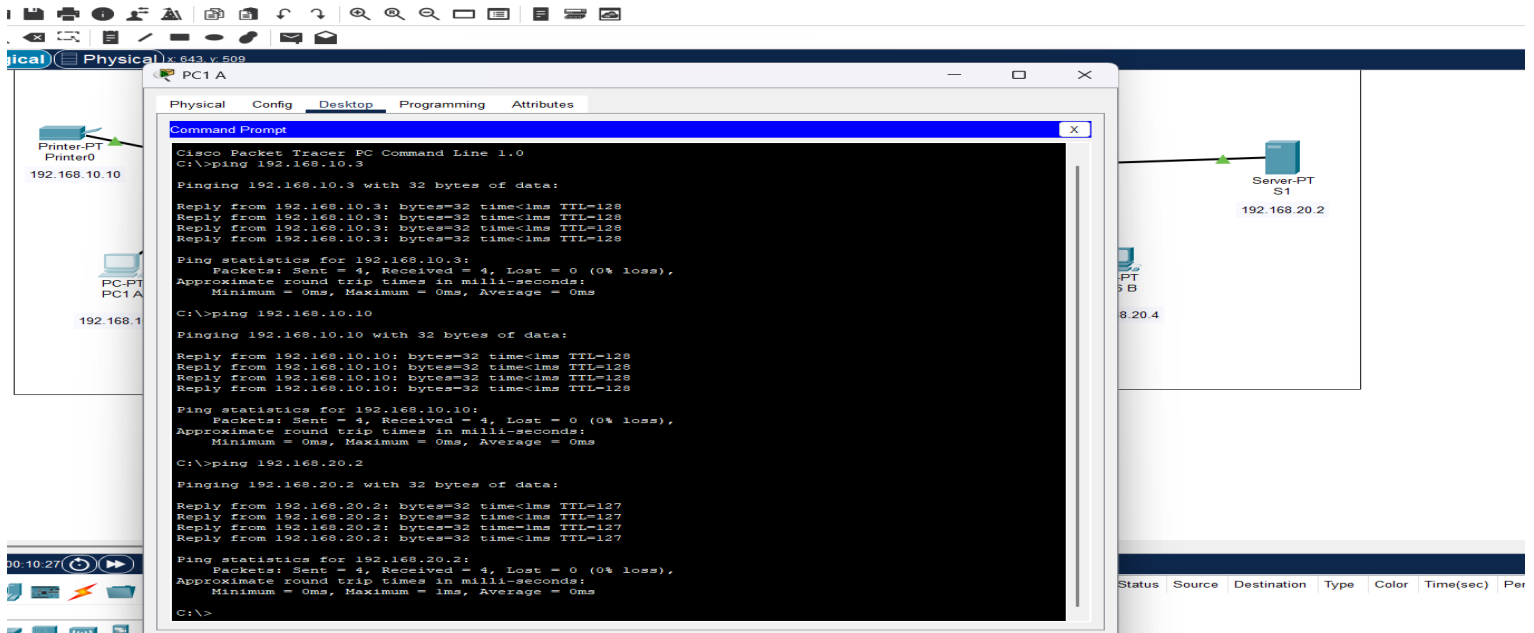 Physical
x: 643, y: 509
PC1 A
Physical Config Desktop Programming Attributes
Command Prompt
X
Cisco Packet Tracer PC Command Line 1.0
C:\>ping 192.168.10.3
Pinging 192.168.10.3 with 32 bytes of data:
Reply from 192.168.10.3: bytes=32 time<1ms TTL=128
Reply from 192.168.10.3: bytes=32 time<1ms TTL=128
Reply from 192.168.10.3: bytes=32 time<1ms TTL=128
Reply from 192.168.10.3: bytes=32 time<1ms TTL=128
Ping statistics for 192.168.10.3:
Packets: Sent = 4, Received = 4, Lost = 0 (0% loss),
Approximate round trip times in milli-seconds:
Minimum = 0ms, Maximum = 0ms, Average = 0ms
C:\>ping 192.168.10.10
Pinging 192.168.10.10 with 32 bytes of data:
Reply from 192.168.10.10: bytes=32 time<1ms TTL=128
Reply from 192.168.10.10: bytes=32 time<1ms TTL=128
Reply from 192.168.10.10: bytes=32 time<1ms TTL=128
Reply from 192.168.10.10: bytes=32 time<1ms TTL=128
Ping statistics for 192.168.10.10:
Packets: Sent = 4, Received = 4, Lost = 0 (0% loss),
Approximate round trip times in milli-seconds:
Minimum = 0ms, Maximum = 0ms, Average = 0ms
C:\>ping 192.168.20.2
Pinging 192.168.20.2 with 32 bytes of data:
Reply from 192.168.20.2: bytes=32 time<1ms TTL=127
Reply from 192.168.20.2: bytes=32 time<1ms TTL=127
Reply from 192.168.20.2: bytes=32 time=1ms TTL=127
Reply from 192.168.20.2: bytes=32 time<1ms TTL=127
Ping statistics for 192.168.20.2:
Packets: Sent = 4, Received = 4, Lost = 0 (0% loss),
Approximate round trip times in milli-seconds:
Minimum = 0ms, Maximum = 1ms, Average = 0ms
C:\>
Printer-PT
Printer0
192.168.10.10
PC-PT
PC1 A
192.168.1
Server-PT
S1
192.168.20.2
-PT
B
8.20.4
00:10:27
Status Source Destination Type Color Time(sec) Per